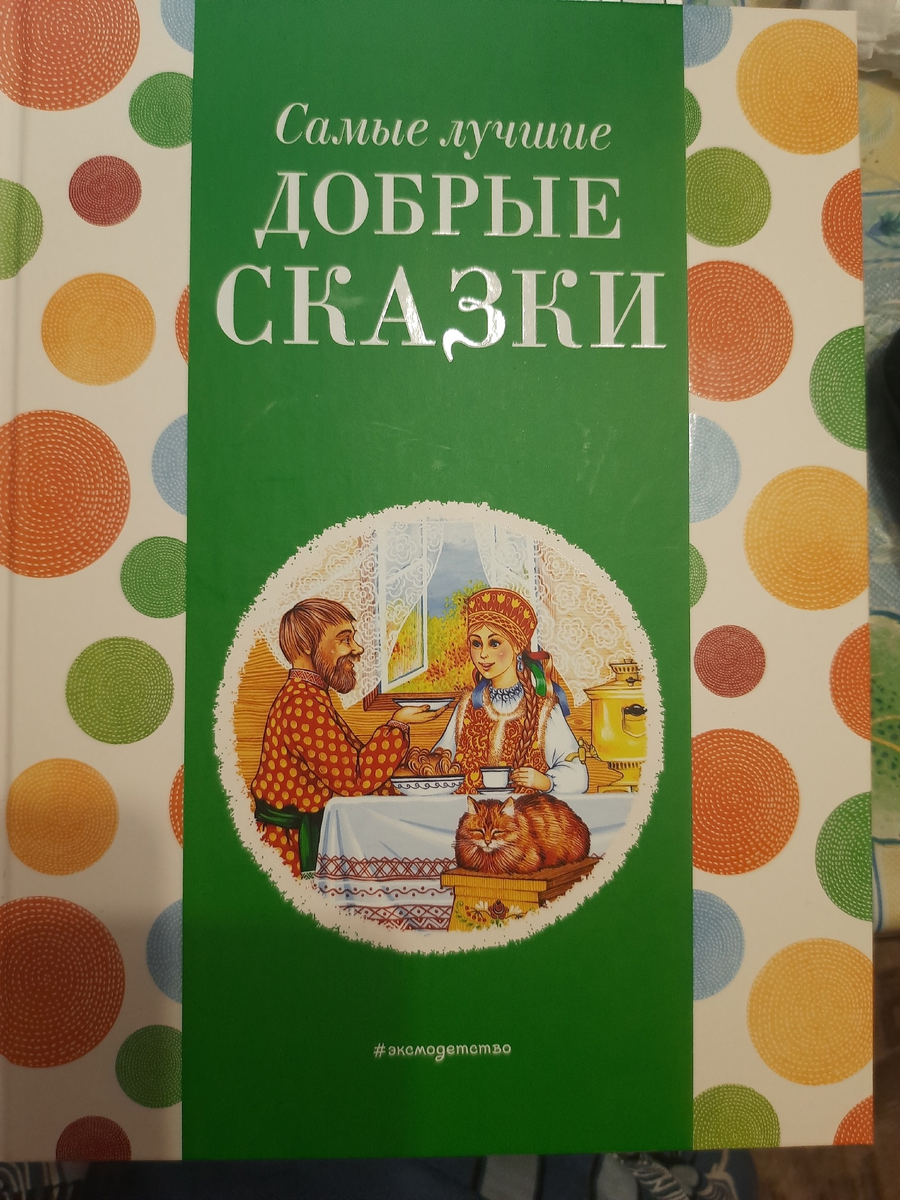 Самые лучшие
ДОБРЫЕ
СКАЗКИ
#эксмодетство